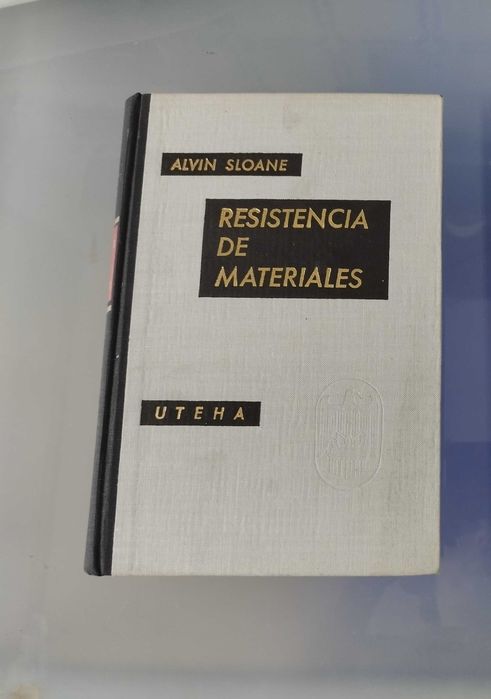 ALVIN SLOANE
RESISTENCIA
DE
MATERIALES
UTEHA